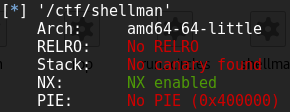 [*] '/ctf/shellman'
Arch: amd64-64-little
RELRO: No RELRO
Stack: No canary found
NX: NX enabled
PIE: No PIE (0x400000)